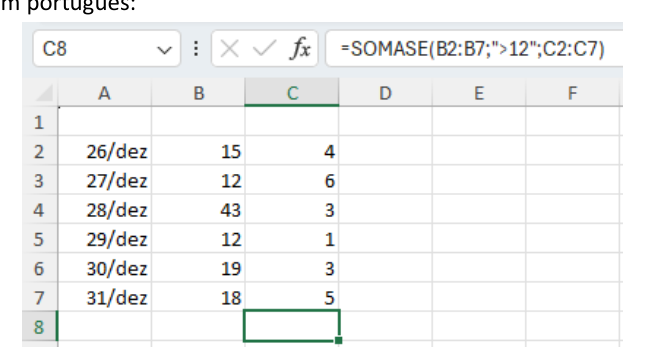 m português:
C8 fx =SOMASE(B2:B7;">12";C2:C7)
A B C D E F
1
2 26/dez 15 4
3 27/dez 12 6
4 28/dez 43 3
5 29/dez 12 1
6 30/dez 19 3
7 31/dez 18 5
8